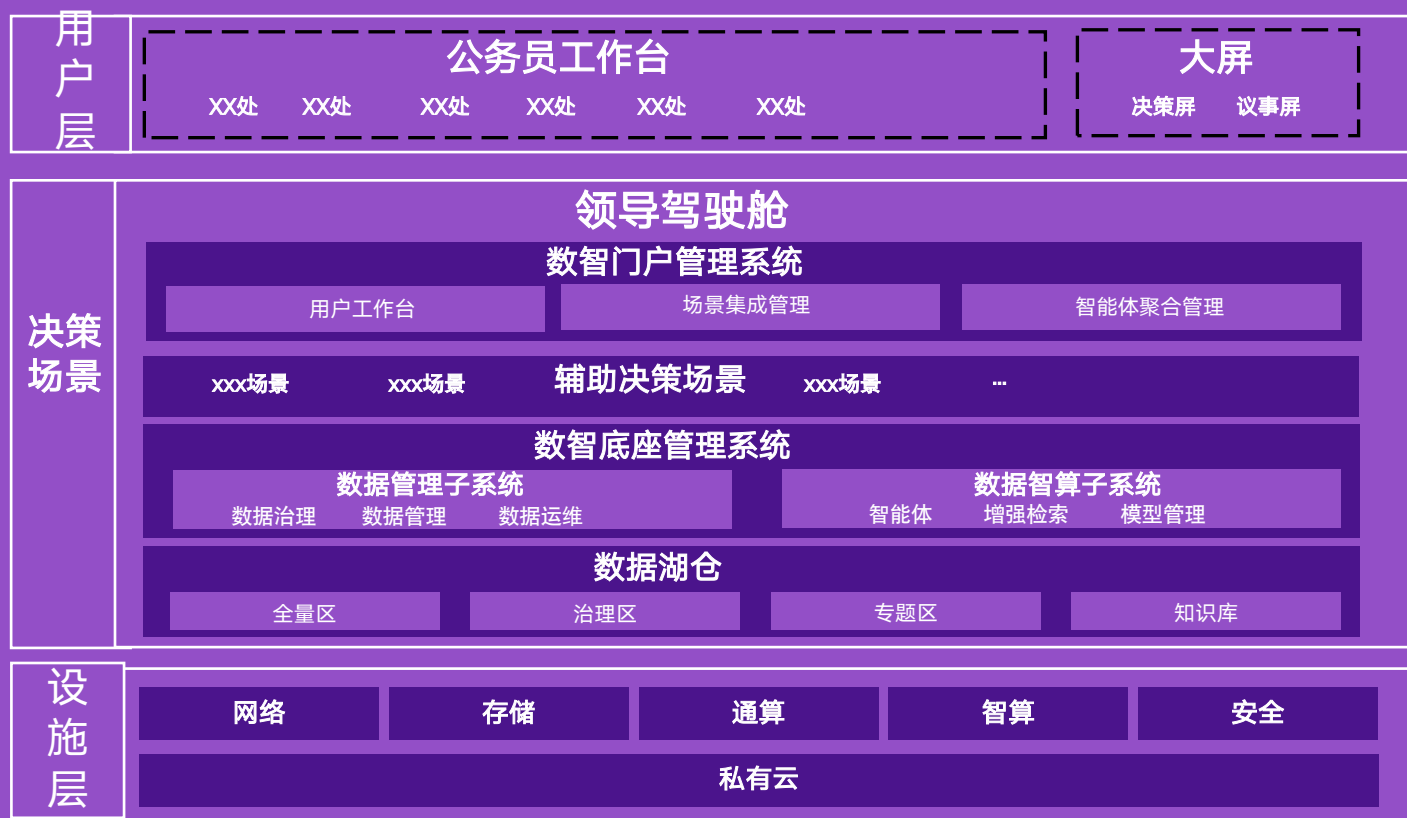 用户层
公务员工作台
XX处 XX处 XX处 XX处 XX处 XX处
大屏
决策屏 议事屏
决策场景
领导驾驶舱
数智门户管理系统
用户工作台 场景集成管理 智能体聚合管理
xxx场景 xxx场景 辅助决策场景 xxx场景 ...
数智底座管理系统
数据管理子系统
数据治理 数据管理 数据运维
数据智算子系统
智能体 增强检索 模型管理
数据湖仓
全量区 治理区 专题区 知识库
设施层
网络 存储 通算 智算 安全
私有云